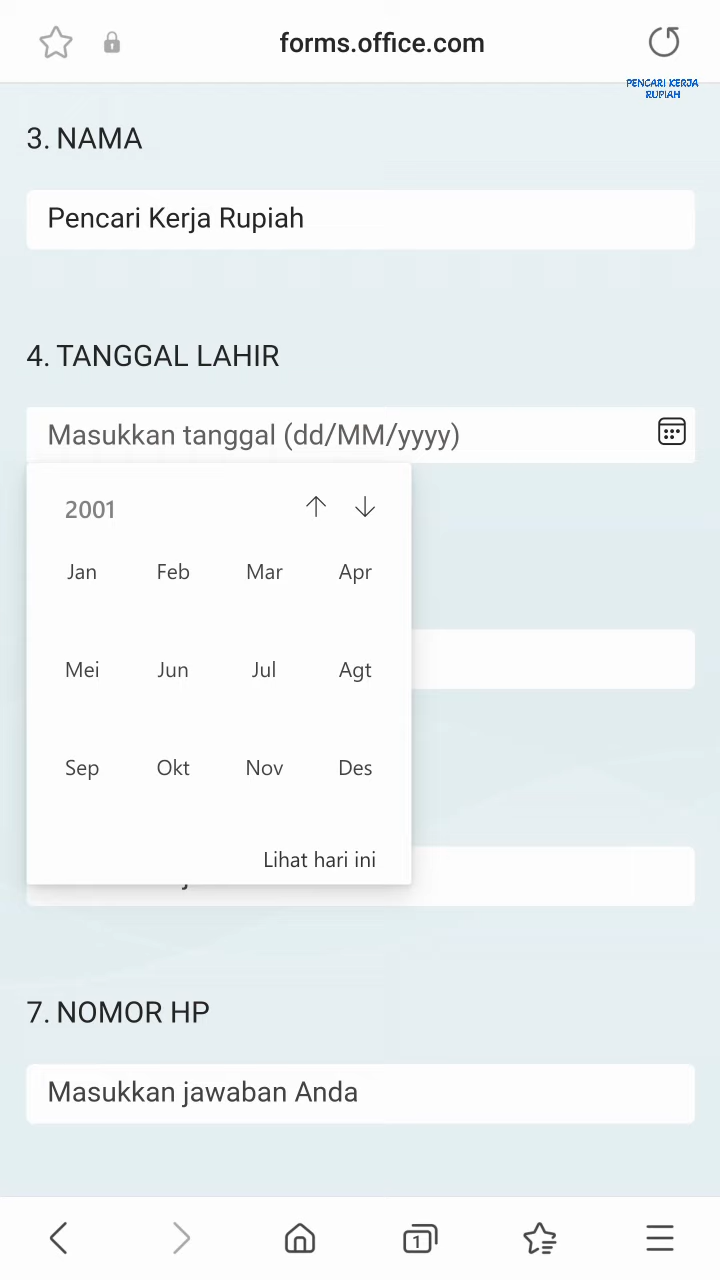 forms.office.com
PENCARI KERJA
RUPIAH
3. NAMA
Pencari Kerja Rupiah
4. TANGGAL LAHIR
Masukkan tanggal (dd/MM/yyyy)
2001
Jan Feb Mar Apr
Mei Jun Jul Agt
Sep Okt Nov Des
Lihat hari ini
7. NOMOR HP
Masukkan jawaban Anda
1